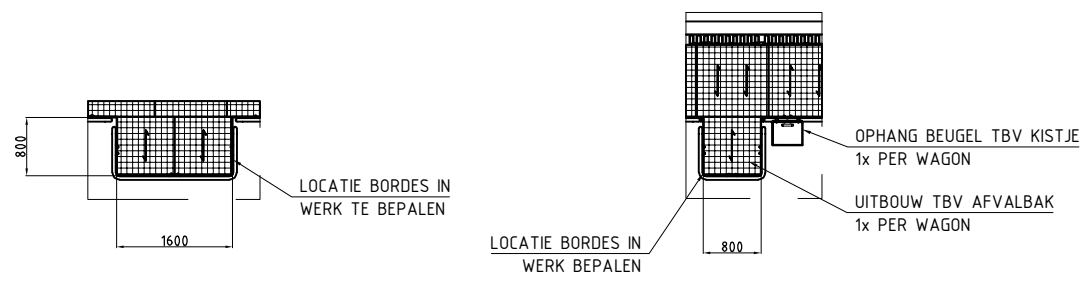 800
LOCATIE BORDES IN
WERK TE BEPALEN
1600
OPHANG BEUGEL TBV KISTJE
1x PER WAGON
UITBOUW TBV AFVALBAK
1x PER WAGON
LOCATIE BORDES IN
WERK BEPALEN
800